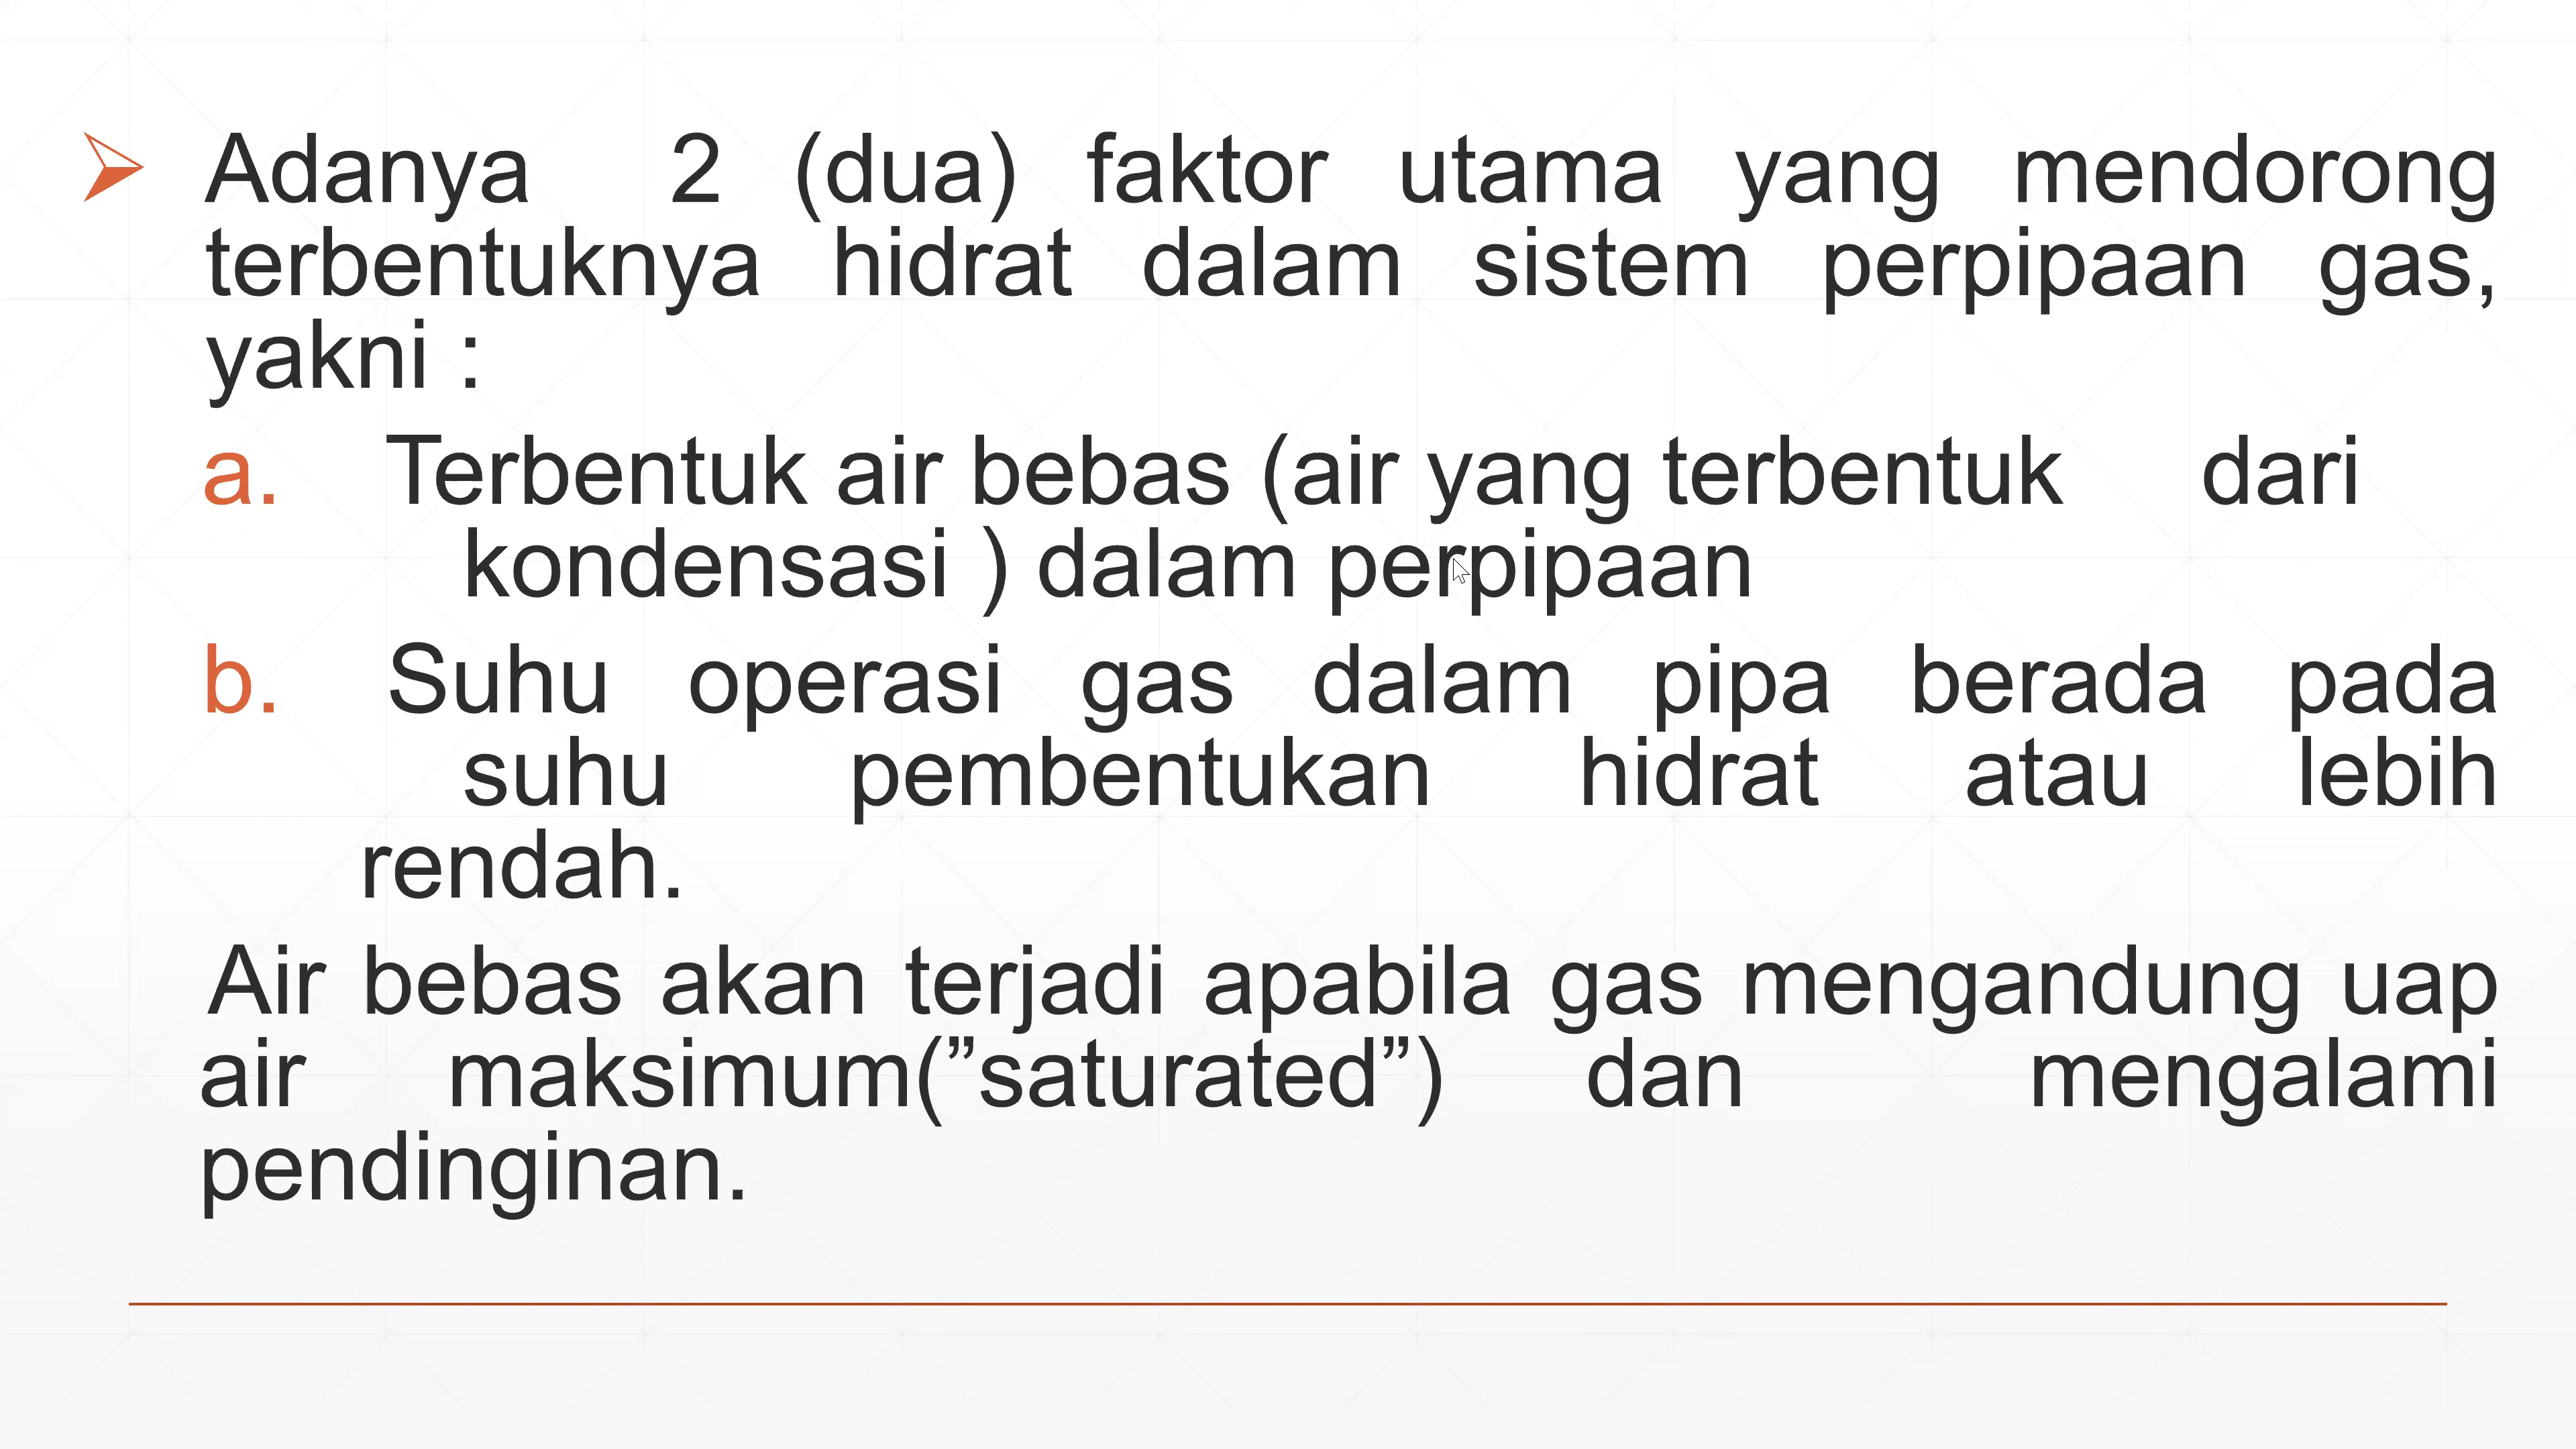 Adanya 2 (dua) faktor utama yang mendorong
terbentuknya hidrat dalam sistem perpipaan gas,
yakni :
a. Terbentuk air bebas (air yang terbentuk dari
kondensasi ) dalam perpipaan
b. Suhu operasi gas dalam pipa berada pada
suhu pembentukan hidrat atau lebih
rendah.
Air bebas akan terjadi apabila gas mengandung uap
air maksimum(”saturated”) dan mengalami
pendinginan.